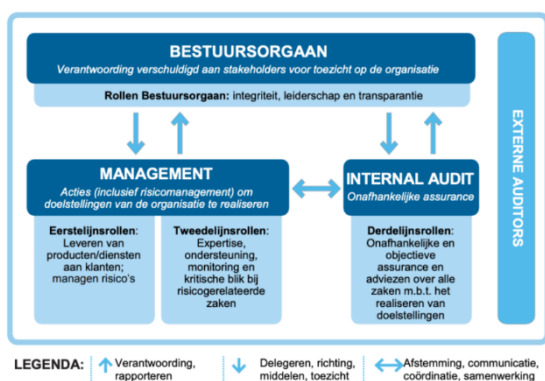 BESTUURSORGAAN
Verantwoording verschuldigd aan stakeholders voor toezicht op de organisatie
Rollen Bestuursorgaan: integriteit, leiderschap en transparantie
MANAGEMENT
Acties (inclusief risicomanagement) om
doelstellingen van de organisatie te realiseren
Eerstelijnsrollen:
Leveren van
producten/diensten
aan klanten;
managen risico's
Tweedelijnsrollen:
Expertise,
ondersteuning,
monitoring en
kritische blik bij
risicogerelateerde
zaken
INTERNAL AUDIT
Onafhankelijke assurance
Derdelijnsrollen:
Onafhankelijke en
objectieve
assurance en
adviezen over alle
zaken m.b.t. het
realiseren van
doelstellingen
EXTERNE AUDITORS
LEGENDA:
Verantwoording,
rapporteren
Delegeren, richting,
middelen, toezicht
Afstemming, communicatie,
coördinatie, samenwerking